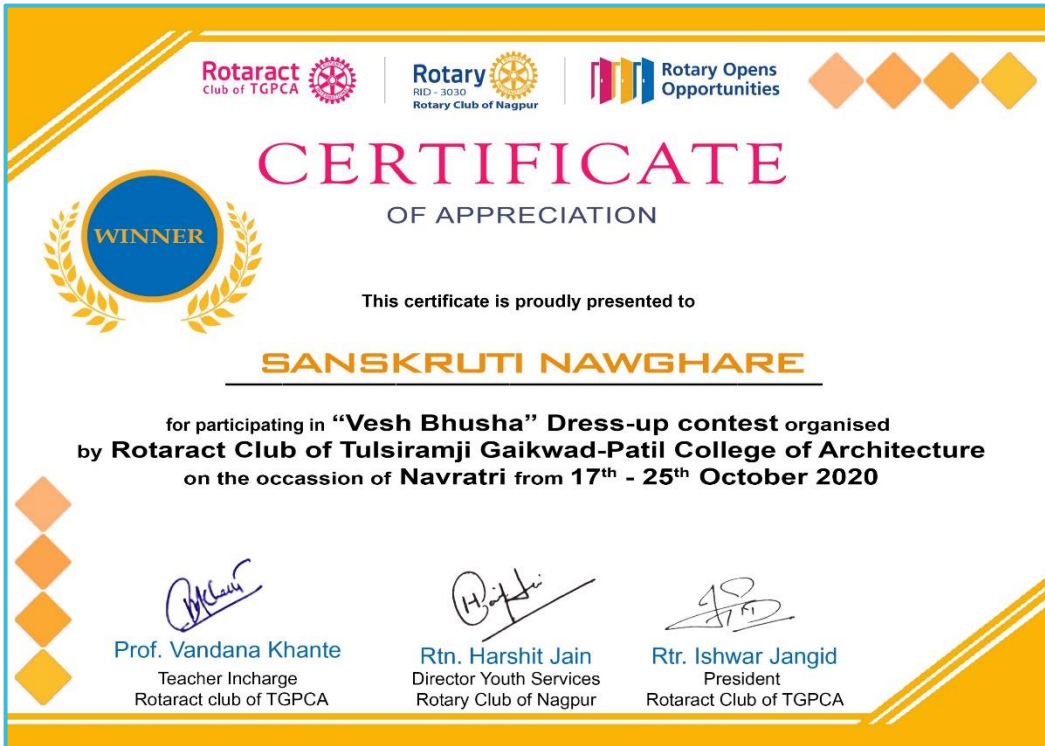 Rotaract
Club of TGPCA
Rotary
RID - 3030
Rotary Club of Nagpur
Rotary Opens
Opportunities
CERTIFICATE
OF APPRECIATION
WINNER
This certificate is proudly presented to
SANSKRUTI NAWGHARE
for participating in “Vesh Bhusha” Dress-up contest organised
by Rotaract Club of Tulsiramji Gaikwad-Patil College of Architecture
on the occassion of Navratri from 17th - 25th October 2020
Prof. Vandana Khante
Teacher Incharge
Rotaract club of TGPCA
Rtn. Harshit Jain
Director Youth Services
Rotary Club of Nagpur
Rtr. Ishwar Jangid
President
Rotaract Club of TGPCA